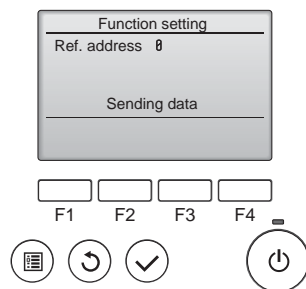 Function setting
Ref. address 0
Sending data
F1 F2 F3 F4